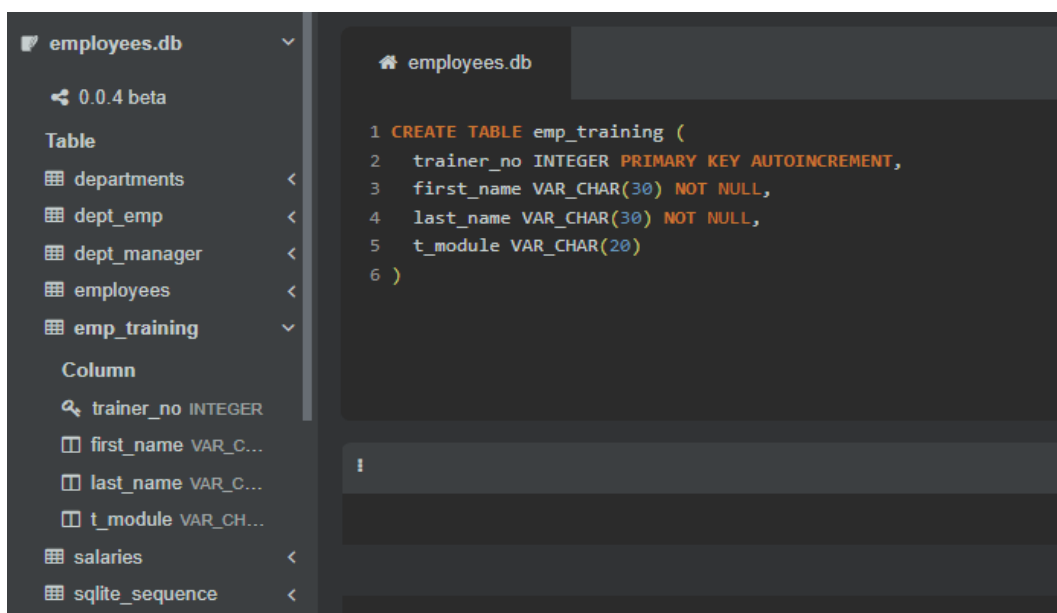 employees.db
0.0.4 beta
Table
departments
dept_emp
dept_manager
employees
emp_training
Column
trainer_no INTEGER
first_name VAR_C...
last_name VAR_C...
t_module VAR_CH...
salaries
sqlite_sequence
employees.db
1 CREATE TABLE emp_training (
2 trainer_no INTEGER PRIMARY KEY AUTOINCREMENT,
3 first_name VAR_CHAR(30) NOT NULL,
4 last_name VAR_CHAR(30) NOT NULL,
5 t_module VAR_CHAR(20)
6 )